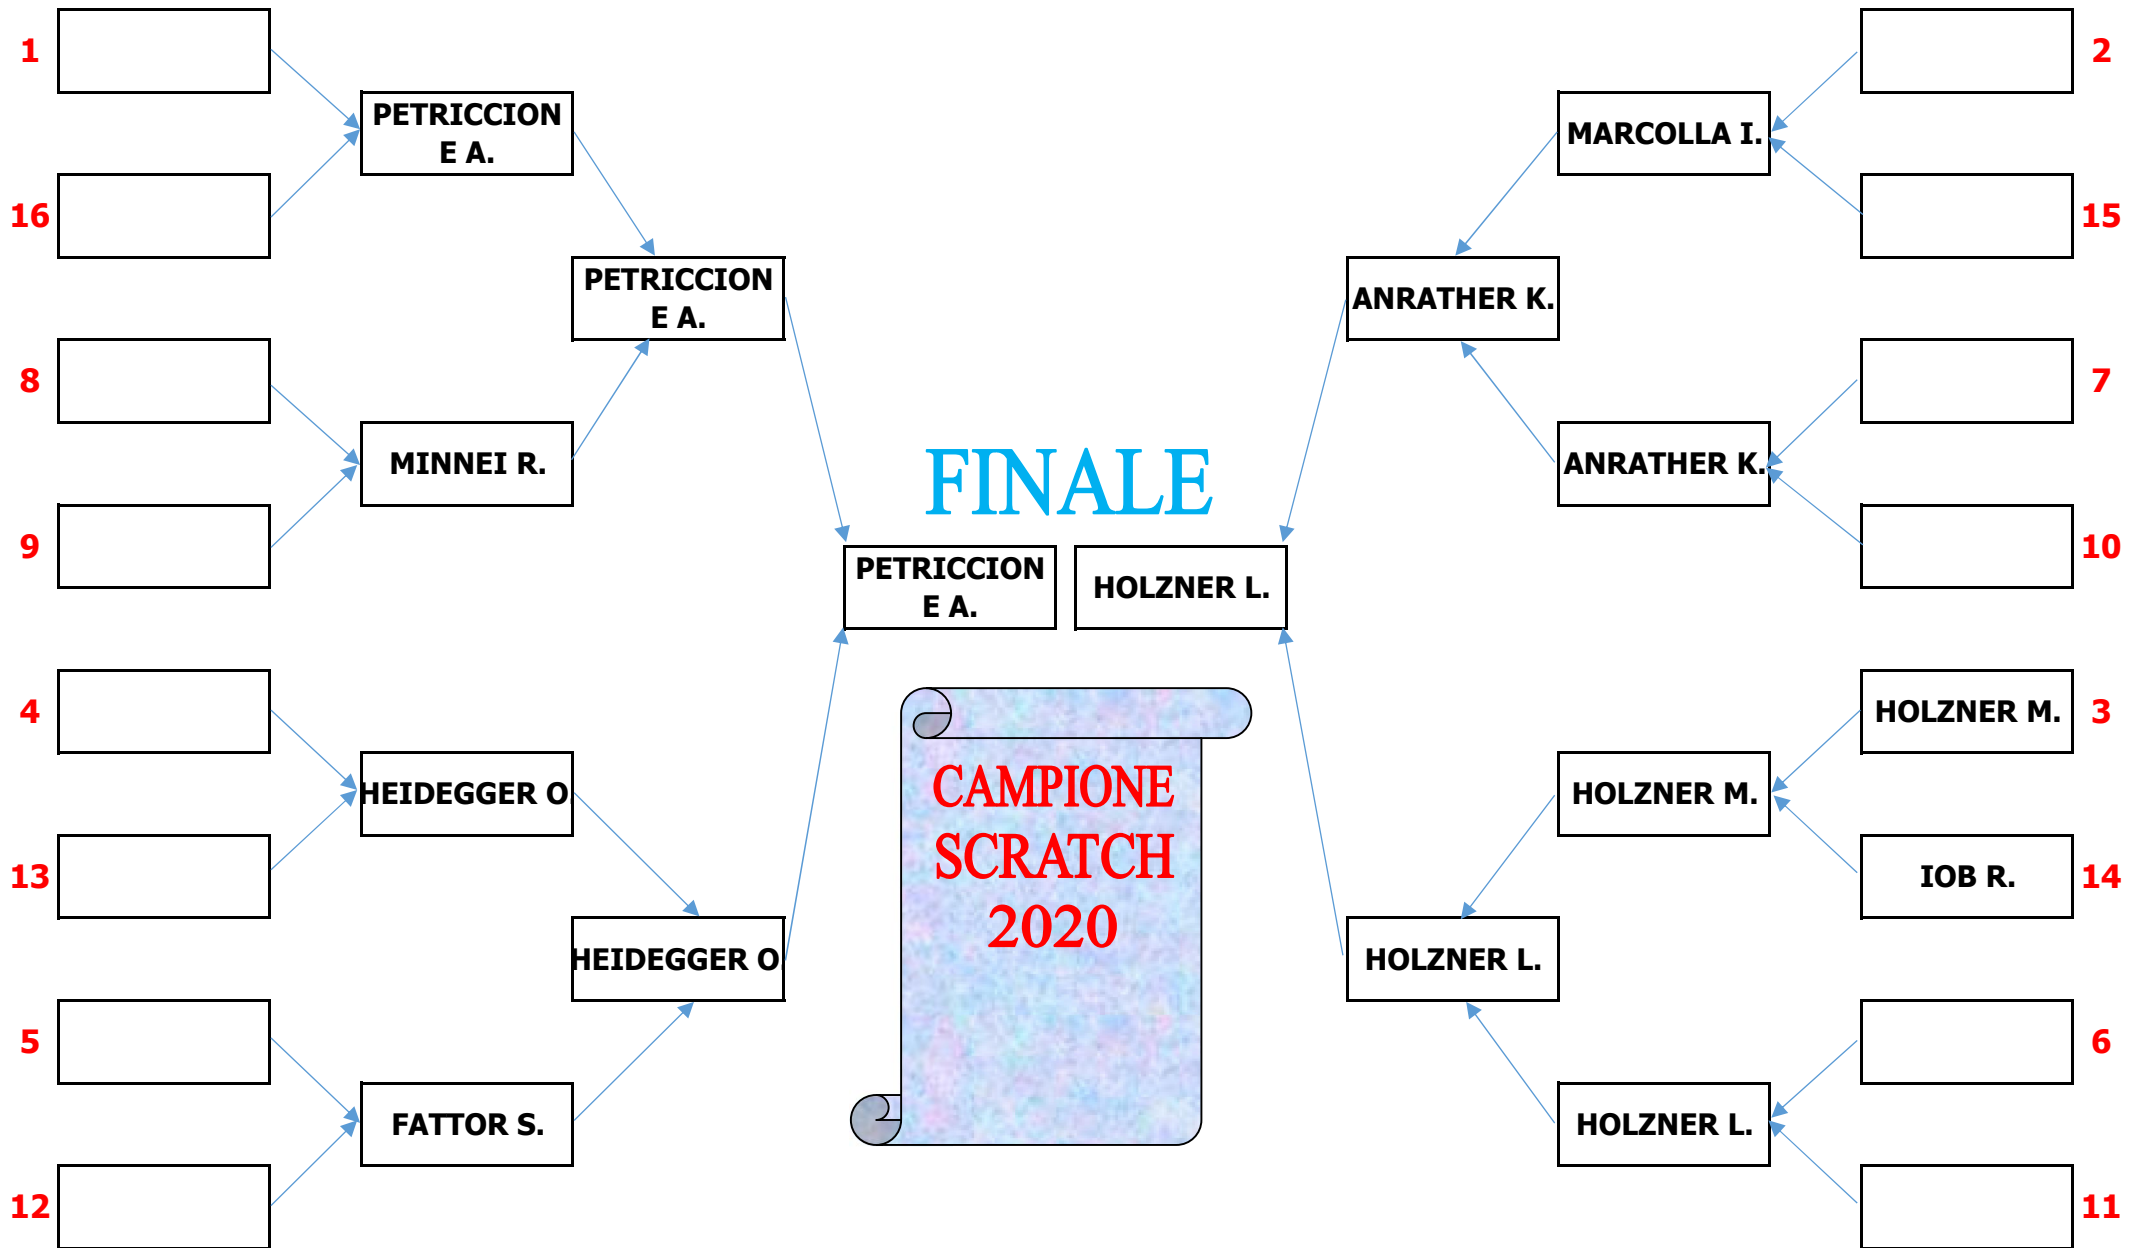 1
2
PETRICCION
E A.
MARCOLLA I.
16
15
PETRICCION
E A.
ANRATHER K.
8
7
MINNEI R.
ANRATHER K.
FINALE
9
10
PETRICCION
E A.
HOLZNER L.
4
HOLZNER M.
3
HEIDEGGER O.
HOLZNER M.
CAMPIONE
SCRATCH
2020
13
IOB R.
14
HEIDEGGER O.
HOLZNER L.
5
6
FATTOR S.
HOLZNER L.
12
11